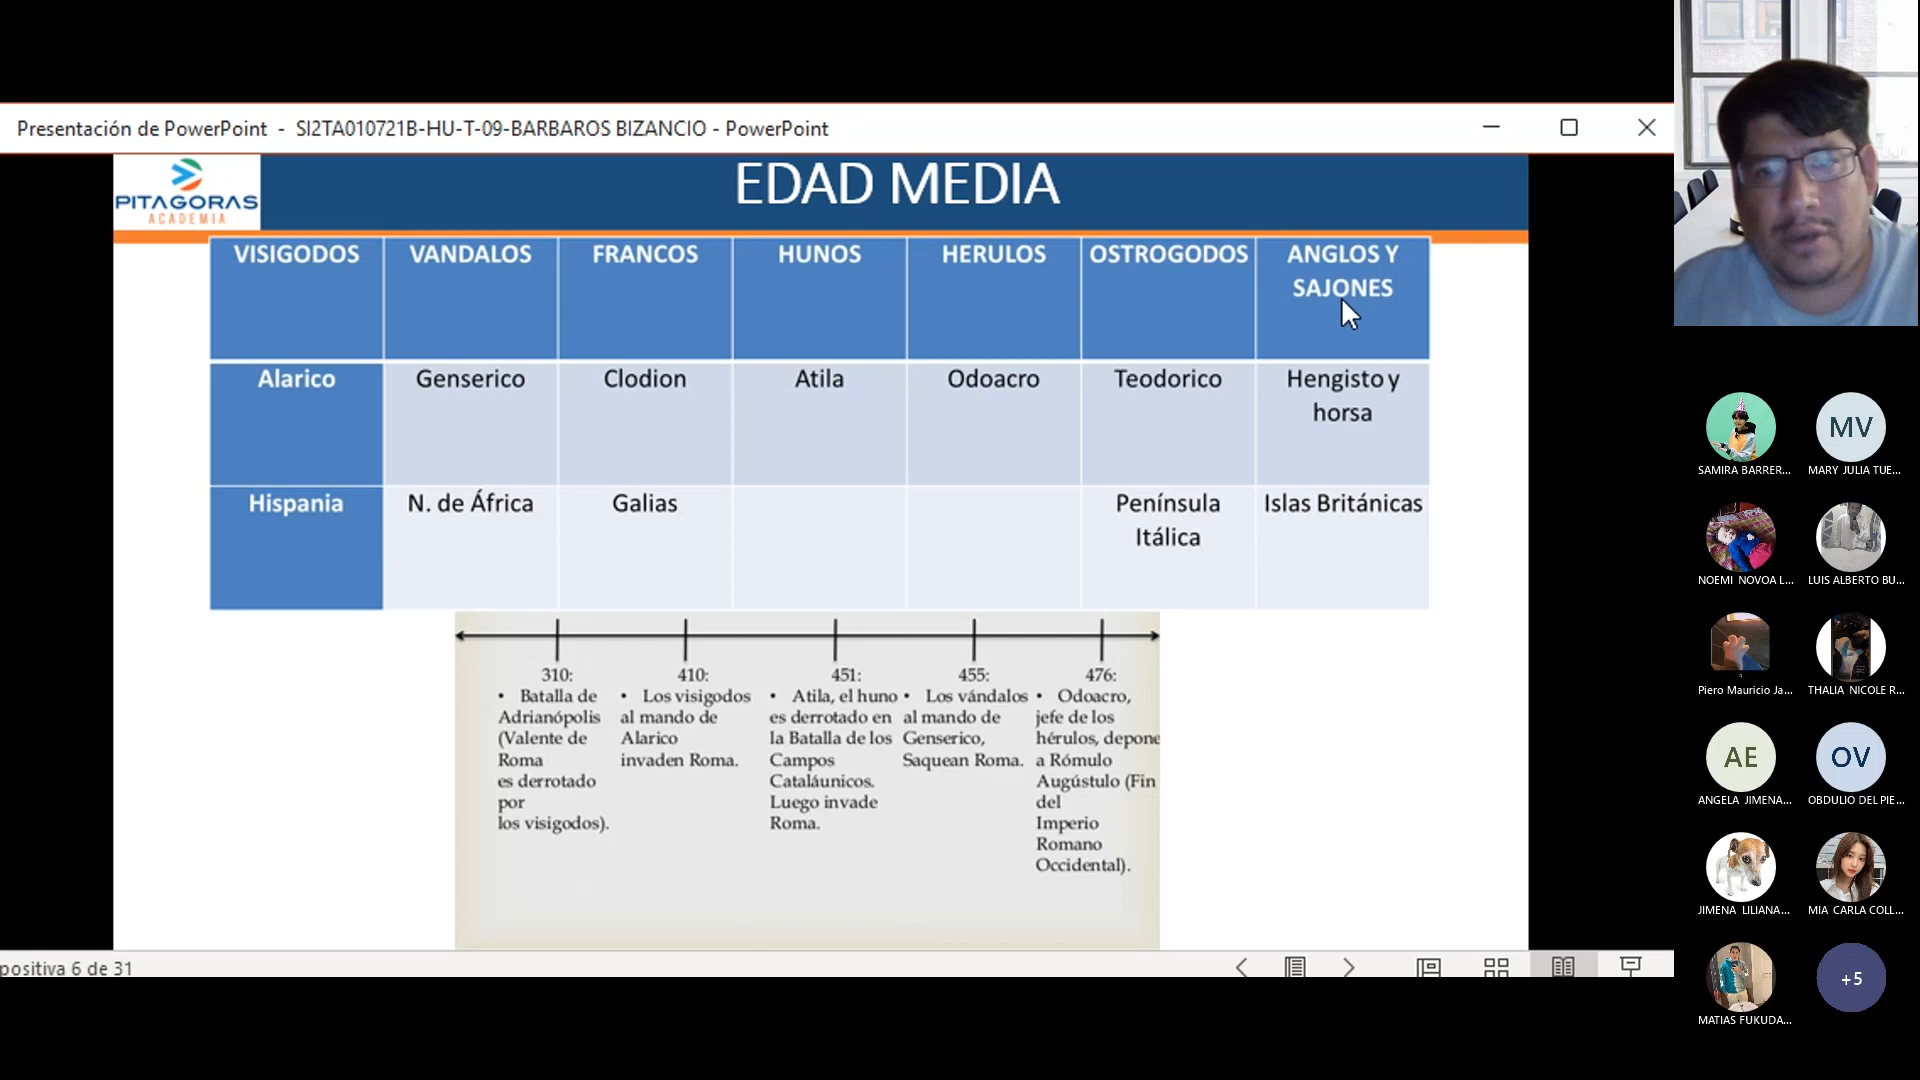 Presentación de PowerPoint - SI2TA010721B-HU-T-09-BARBAROS BIZANCIO - PowerPoint
PITAGORAS
ACADEMIA
EDAD MEDIA
VISIGODOS
VANDALOS
FRANCOS
HUNOS
HERULOS
OSTROGODOS
ANGLOS Y
SAJONES
Alarico
Genserico
Clodion
Atila
Odoacro
Teodorico
Hengisto y
horsa
Hispania
N. de África
Galias
Península
Itálica
Islas Británicas
310:
• Batalla de
Adrianópolis
(Valente de
Roma
es derrotado
por
los visigodos).
410:
• Los visigodos
al mando de
Alarico
invaden Roma.
451:
• Atila, el huno
es derrotado en
la Batalla de los
Campos
Cataláunicos.
Luego invade
Roma.
455:
• Los vándalos
al mando de
Genserico,
Saquean Roma.
476:
• Odoacro,
jefe de los
hérulos, depone
a Rómulo
Augústulo (Fin
del
Imperio
Romano
Occidental).
positiva 6 de 31
SAMIRA BARRER...
MV
MARY JULIA TUE...
NOEMI NOVOA L...
LUIS ALBERTO BU...
Piero Mauricio Ja...
THALIA NICOLE R...
AE
ANGELA JIMENA...
OV
OBDULIO DEL PIE...
JIMENA LILIANA...
MIA CARLA COLL...
MATIAS FUKUDA...
+5